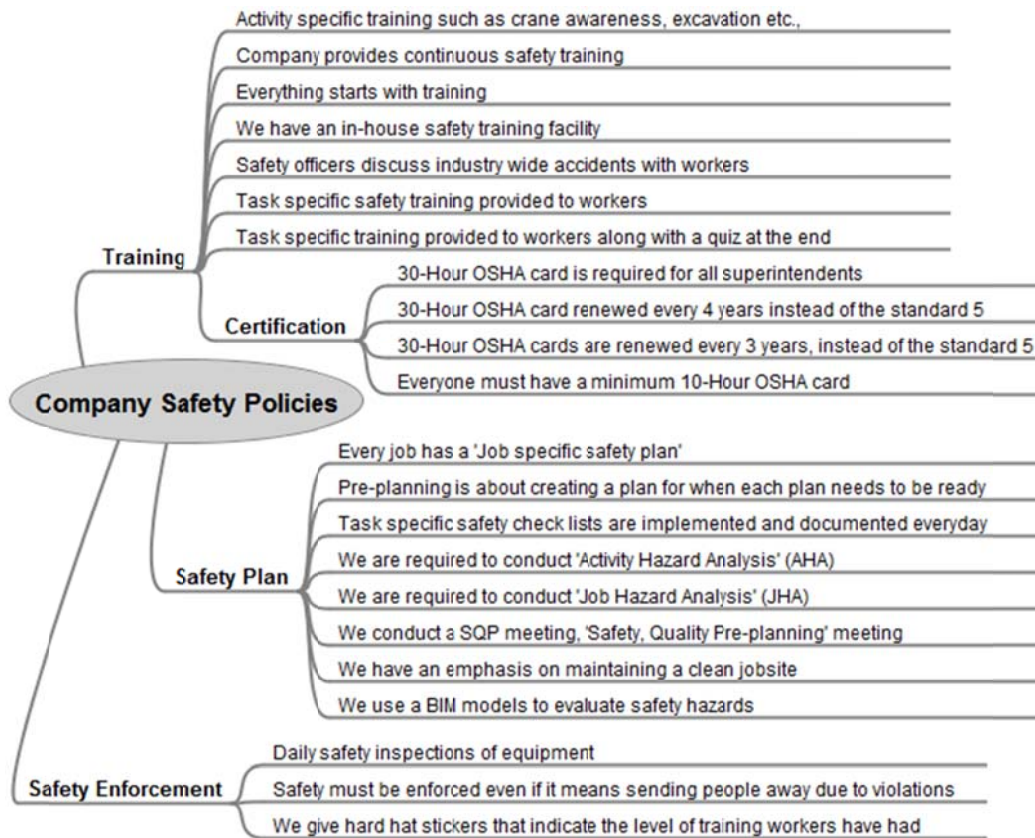 Activity specific training such as crane awareness, excavation etc.,
Company provides continuous safety training
Everything starts with training
We have an in-house safety training facility
Safety officers discuss industry wide accidents with workers
Task specific safety training provided to workers
Task specific training provided to workers along with a quiz at the end
Training
30-Hour OSHA card is required for all superintendents
30-Hour OSHA card renewed every 4 years instead of the standard 5
Certification
30-Hour OSHA cards are renewed every 3 years, instead of the standard 5
Everyone must have a minimum 10-Hour OSHA card
Company Safety Policies
Every job has a 'Job specific safety plan'
Pre-planning is about creating a plan for when each plan needs to be ready
Task specific safety check lists are implemented and documented everyday
We are required to conduct 'Activity Hazard Analysis' (AHA)
Safety Plan
We are required to conduct 'Job Hazard Analysis' (JHA)
We conduct a SQP meeting, 'Safety, Quality Pre-planning' meeting
We have an emphasis on maintaining a clean jobsite
We use a BIM models to evaluate safety hazards
Daily safety inspections of equipment
Safety Enforcement
Safety must be enforced even if it means sending people away due to violations
We give hard hat stickers that indicate the level of training workers have had